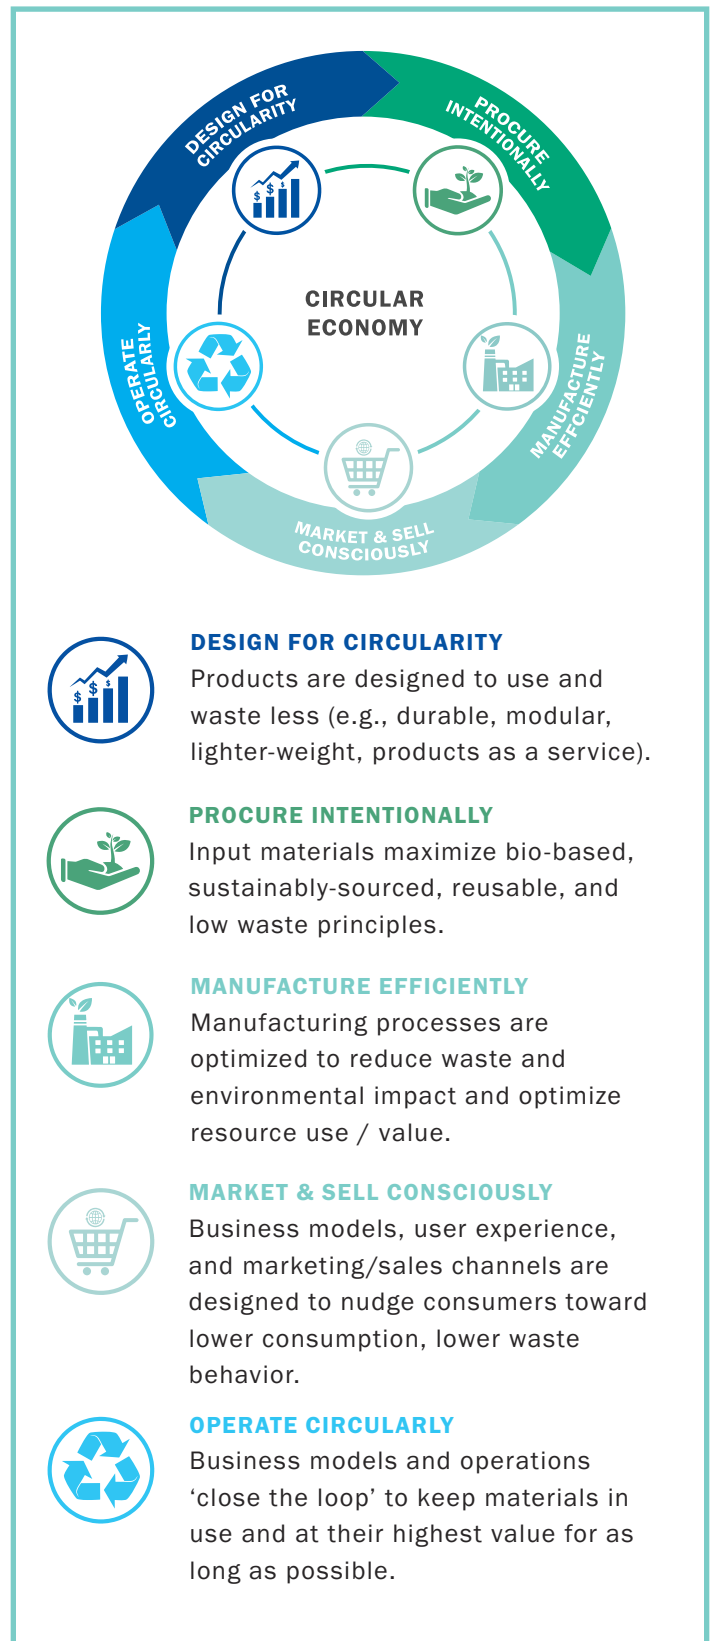 DESIGN FOR
CIRCULARITY
PROCURE
INTENTIONALLY
CIRCULAR
ECONOMY
OPERATE
CIRCULARLY
MANUFACTURE
EFFCIENTLY
MARKET & SELL
CONSCIOUSLY
$ $ $
DESIGN FOR CIRCULARITY
Products are designed to use and
waste less (e.g., durable, modular,
lighter-weight, products as a service).
$ $ $
PROCURE INTENTIONALLY
Input materials maximize bio-based,
sustainably-sourced, reusable, and
low waste principles.
MANUFACTURE EFFICIENTLY
Manufacturing processes are
optimized to reduce waste and
environmental impact and optimize
resource use / value.
MARKET & SELL CONSCIOUSLY
Business models, user experience,
and marketing/sales channels are
designed to nudge consumers toward
lower consumption, lower waste
behavior.
OPERATE CIRCULARLY
Business models and operations
‘close the loop’ to keep materials in
use and at their highest value for as
long as possible.